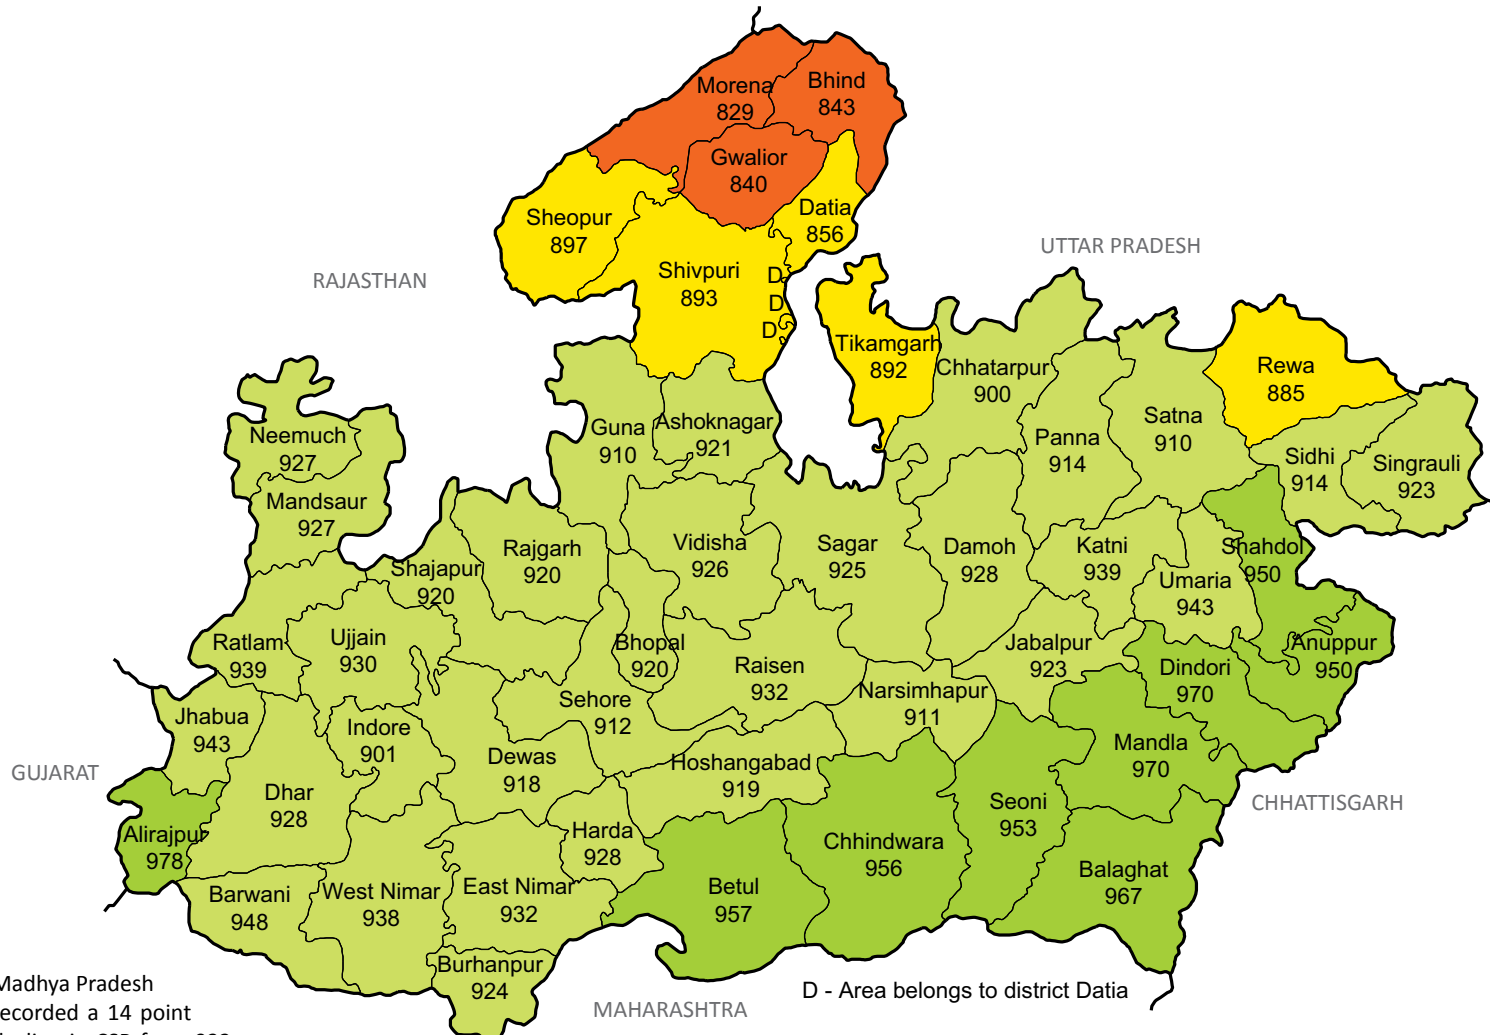 Morena
829
Bhind
843
Gwalior
840
Sheopur
897
Datia
856
Shivpuri
893
D
D
D
UTTAR PRADESH
RAJASTHAN
Tikamgarh
892
Chhatarpur
900
Rewa
885
Neemuch
927
Guna
910
Ashoknagar
921
Panna
914
Satna
910
Sidhi
914
Singrauli
923
Mandsaur
927
Rajgarh
920
Shajapur
920
Vidisha
926
Sagar
925
Damoh
928
Katni
939
Umaria
943
Shahdol
950
Ratlam
939
Ujjain
930
Bhopal
920
Raisen
932
Jabalpur
923
Dindori
970
Anuppur
950
Jhabua
943
Indore
901
Sehore
912
Narsimhapur
911
Mandla
970
GUJARAT
Dhar
928
Dewas
918
Hoshangabad
919
Seoni
953
CHHATTISGARH
Alirajpur
978
Harda
928
Chhindwara
956
Balaghat
967
Barwani
948
West Nimar
938
East Nimar
932
Betul
957
Burhanpur
924
MAHARASHTRA
D - Area belongs to district Datia
Madhya Pradesh
recorded a 14 point